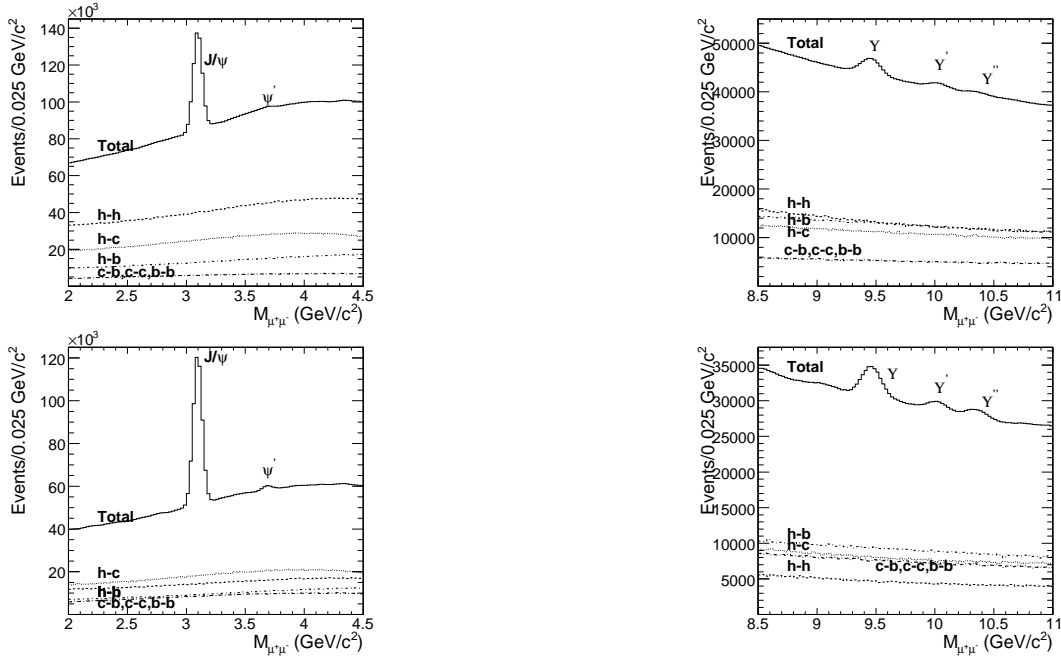 ×10³
Events/0.025 GeV/c²
140
120
100
80
60
40
20
J/ψ
ψ'
Total
h-h
h-c
h-b
c-b,c-c,b-b
2 2.5 3 3.5 4 4.5
M_μ⁺μ⁻ (GeV/c²)
Events/0.025 GeV/c²
50000
40000
30000
20000
10000
0
Total
Υ
Υ'
Υ''
h-h
h-b
h-c
c-b,c-c,b-b
8.5 9 9.5 10 10.5 11
M_μ⁺μ⁻ (GeV/c²)
×10³
Events/0.025 GeV/c²
120
100
80
60
40
20
J/ψ
ψ'
Total
h-c
h-b
c-b,c-c,b-b
2 2.5 3 3.5 4 4.5
M_μ⁺μ⁻ (GeV/c²)
Events/0.025 GeV/c²
35000
30000
25000
20000
15000
10000
5000
0
Total
Υ
Υ'
Υ''
h-b
h-c
c-b,c-c,b-b
h-h
8.5 9 9.5 10 10.5 11
M_μ⁺μ⁻ (GeV/c²)